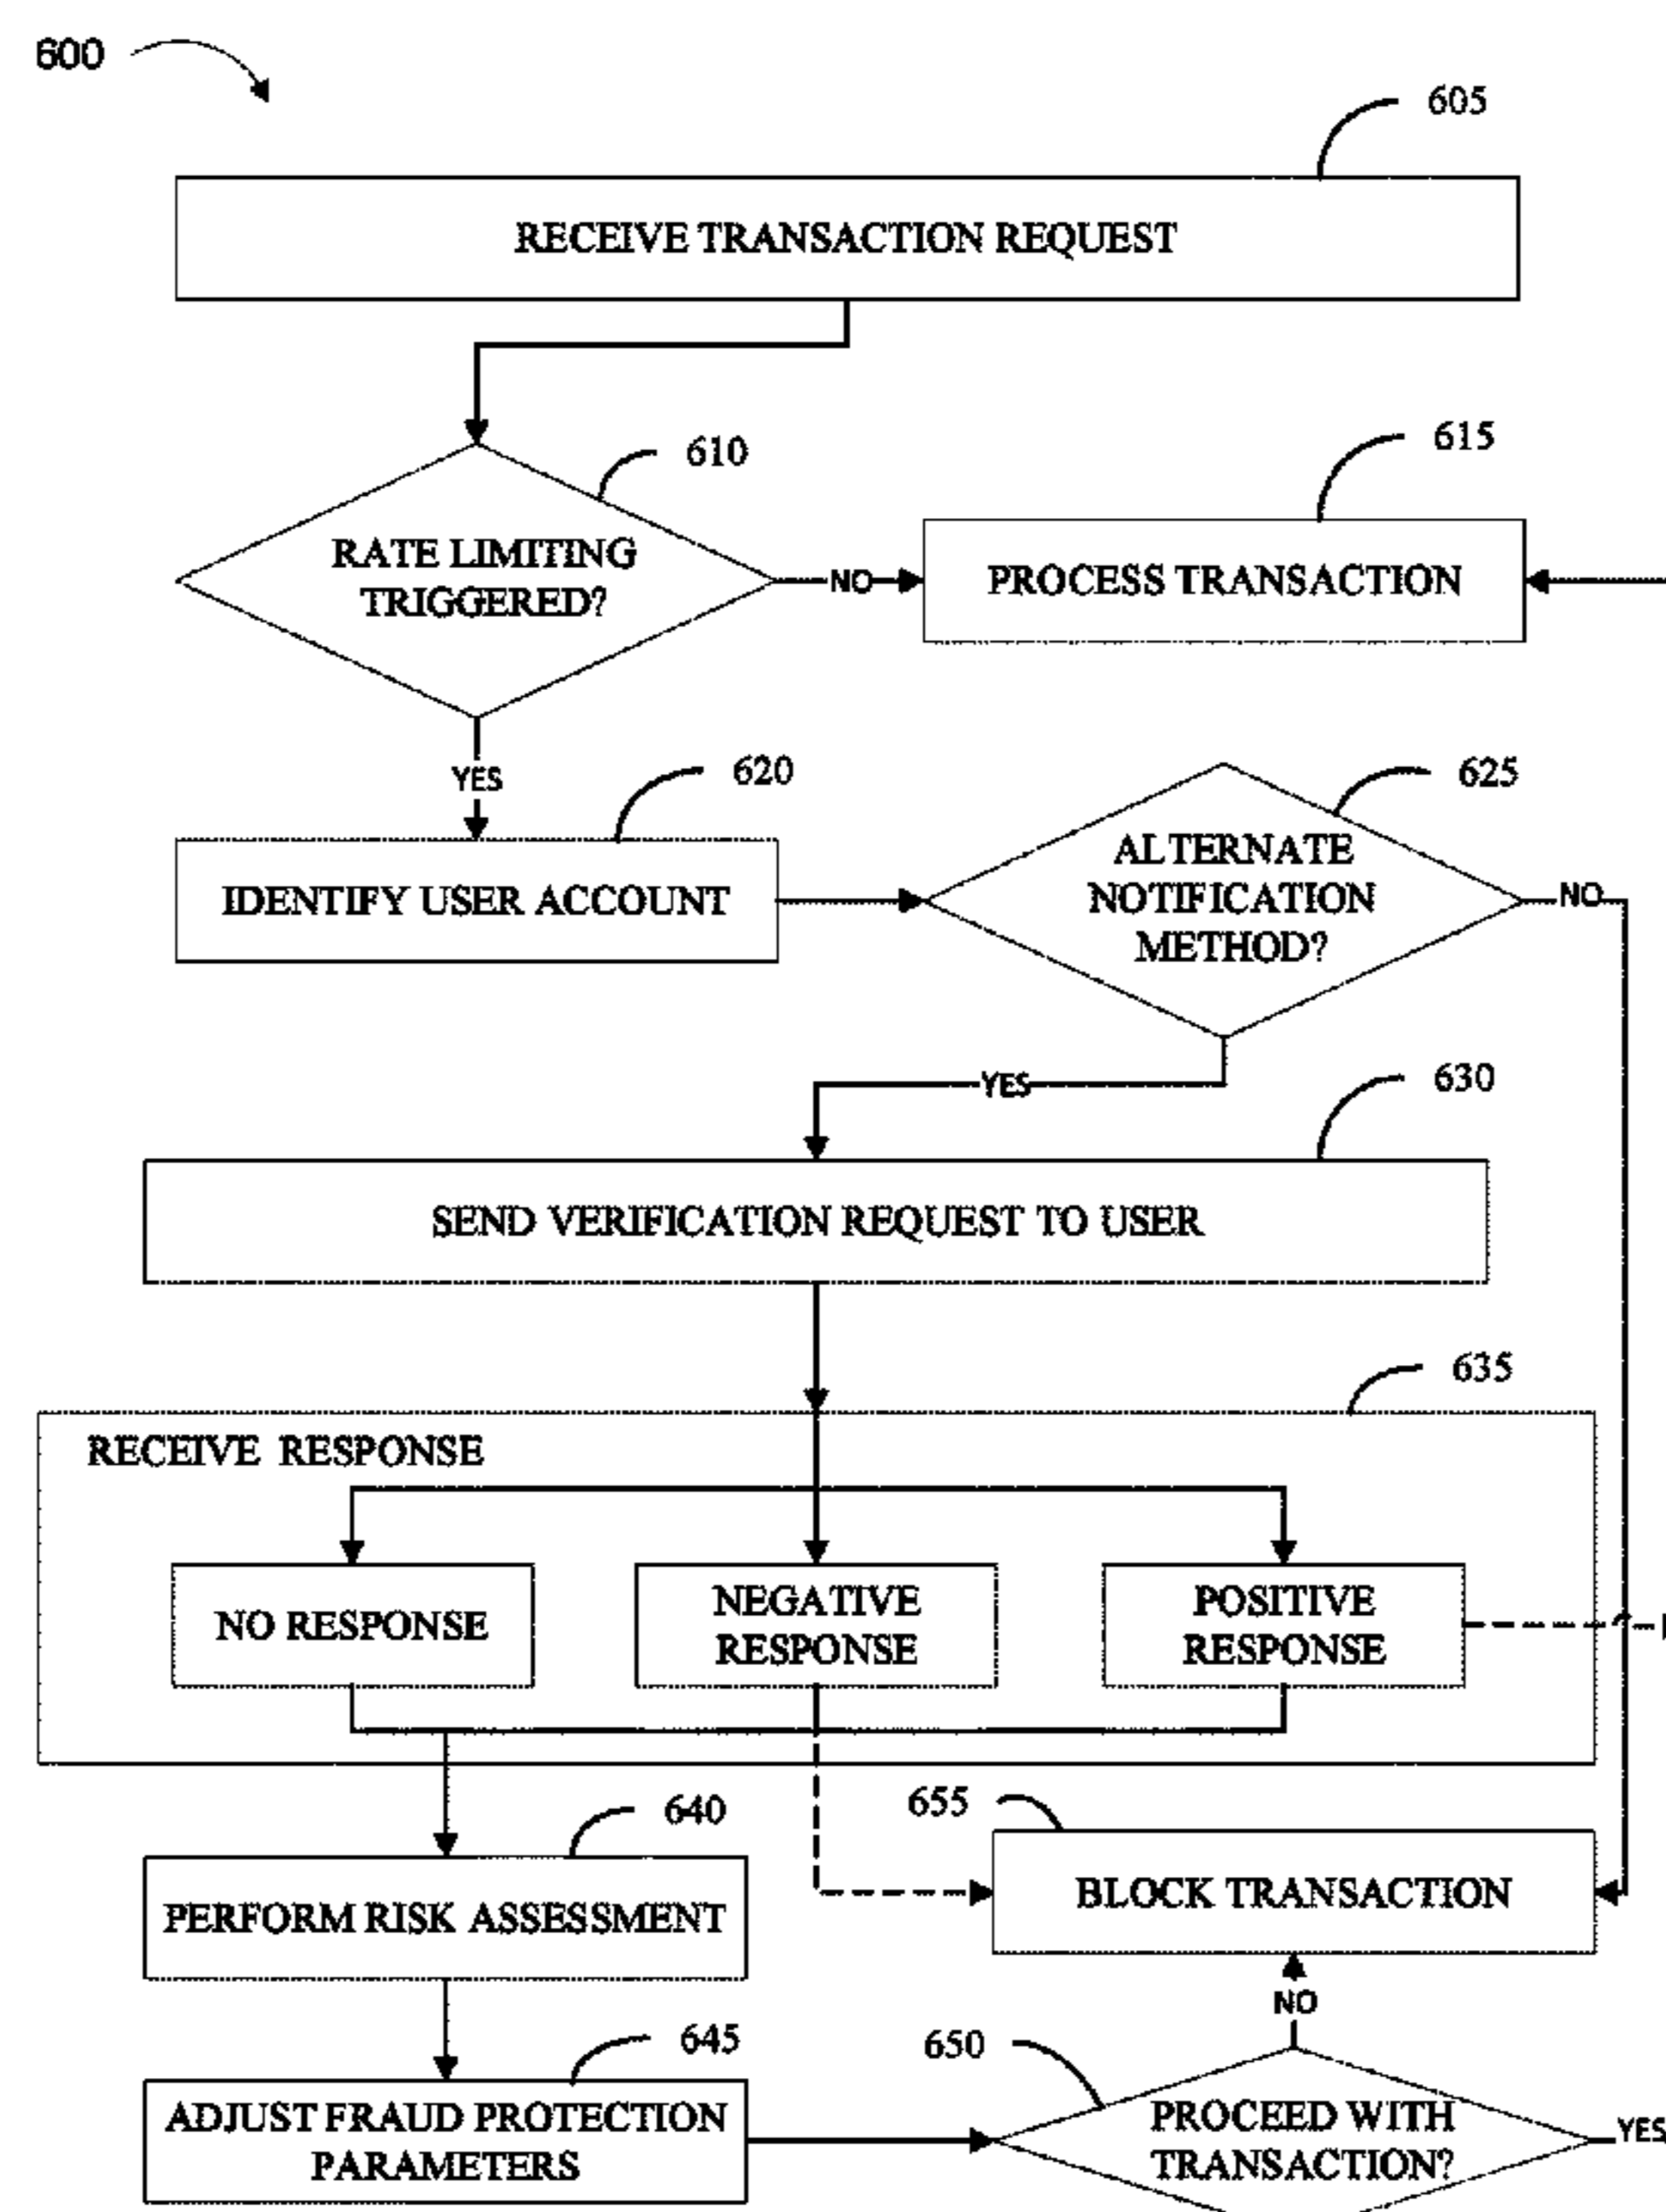 600
605
RECEIVE TRANSACTION REQUEST
610
615
RATE LIMITING
TRIGGERED?
NO
PROCESS TRANSACTION
YES
620
625
IDENTIFY USER ACCOUNT
ALTERNATE
NOTIFICATION
METHOD?
NO
YES
630
SEND VERIFICATION REQUEST TO USER
635
RECEIVE RESPONSE
NO RESPONSE
NEGATIVE
RESPONSE
POSITIVE
RESPONSE
640
655
PERFORM RISK ASSESSMENT
BLOCK TRANSACTION
NO
645
650
ADJUST FRAUD PROTECTION
PARAMETERS
PROCEED WITH
TRANSACTION?
YES